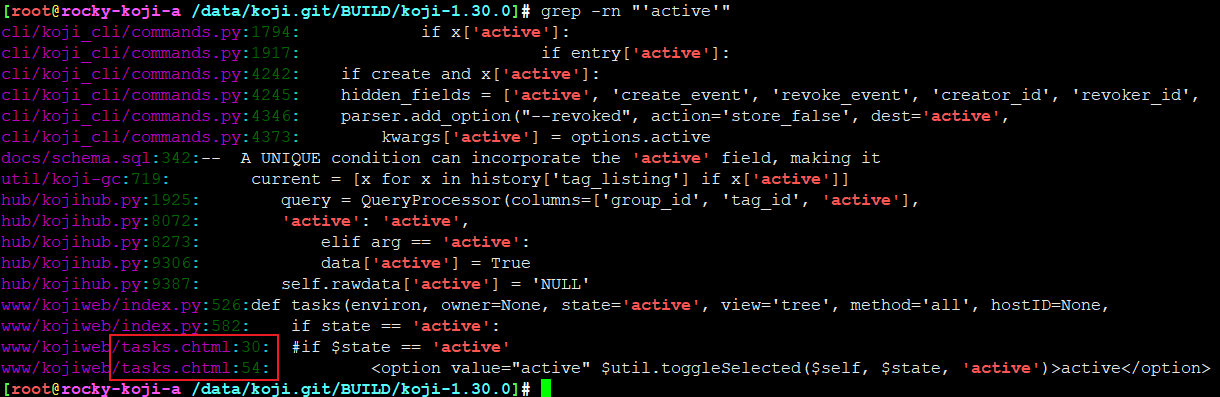 [root@rocky-koji-a /data/koji.git/BUILD/koji-1.30.0]# grep -rn "'active'"
cli/koji_cli/commands.py:1794:            if x['active']:
cli/koji_cli/commands.py:1917:                        if entry['active']:
cli/koji_cli/commands.py:4242:    if create and x['active']:
cli/koji_cli/commands.py:4245:    hidden_fields = ['active', 'create_event', 'revoke_event', 'creator_id', 'revoker_id',
cli/koji_cli/commands.py:4346:    parser.add_option("--revoked", action='store_false', dest='active',
cli/koji_cli/commands.py:4373:        kwargs['active'] = options.active
docs/schema.sql:342:--  A UNIQUE condition can incorporate the 'active' field, making it
util/koji-gc:719:        current = [x for x in history['tag_listing'] if x['active']]
hub/kojihub.py:1925:        query = QueryProcessor(columns=['group_id', 'tag_id', 'active'],
hub/kojihub.py:8072:        'active': 'active',
hub/kojihub.py:8273:            elif arg == 'active':
hub/kojihub.py:9306:            data['active'] = True
hub/kojihub.py:9387:        self.rawdata['active'] = 'NULL'
www/kojiweb/index.py:526:def tasks(environ, owner=None, state='active', view='tree', method='all', hostID=None,
www/kojiweb/index.py:582:    if state == 'active':
www/kojiweb/tasks.chtml:30:  #if $state == 'active'
www/kojiweb/tasks.chtml:54:          <option value="active" $util.toggleSelected($self, $state, 'active')>active</option>
[root@rocky-koji-a /data/koji.git/BUILD/koji-1.30.0]#